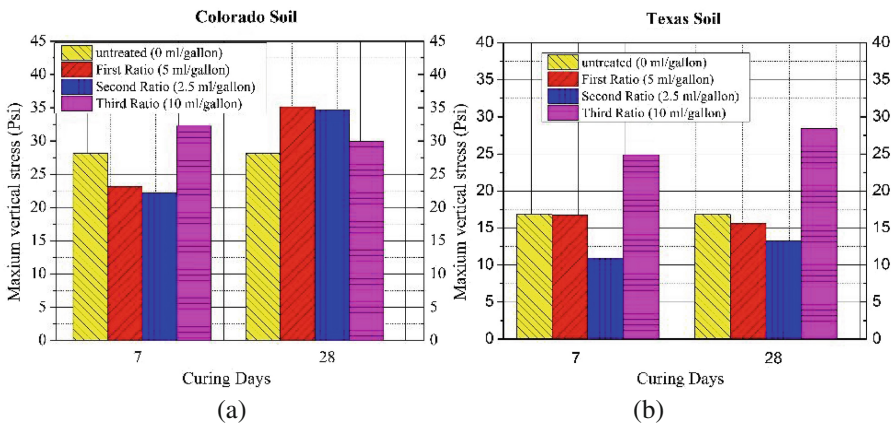 Colorado Soil
45
40
35
30
25
20
15
10
5
0
Maxium vertical stress (Psi)
untreated (0 ml/gallon)
First Ratio (5 ml/gallon)
Second Ratio (2.5 ml/gallon)
Third Ratio (10 ml/gallon)
45
40
35
30
25
20
15
10
5
0
7 28
Curing Days
(a)
Texas Soil
40
35
30
25
20
15
10
5
0
Maxium vertical stress (Psi)
untreated (0 ml/gallon)
First Ratio (5 ml/gallon)
Second Ratio (2.5 ml/gallon)
Third Ratio (10 ml/gallon)
40
35
30
25
20
15
10
5
0
7 28
Curing Days
(b)